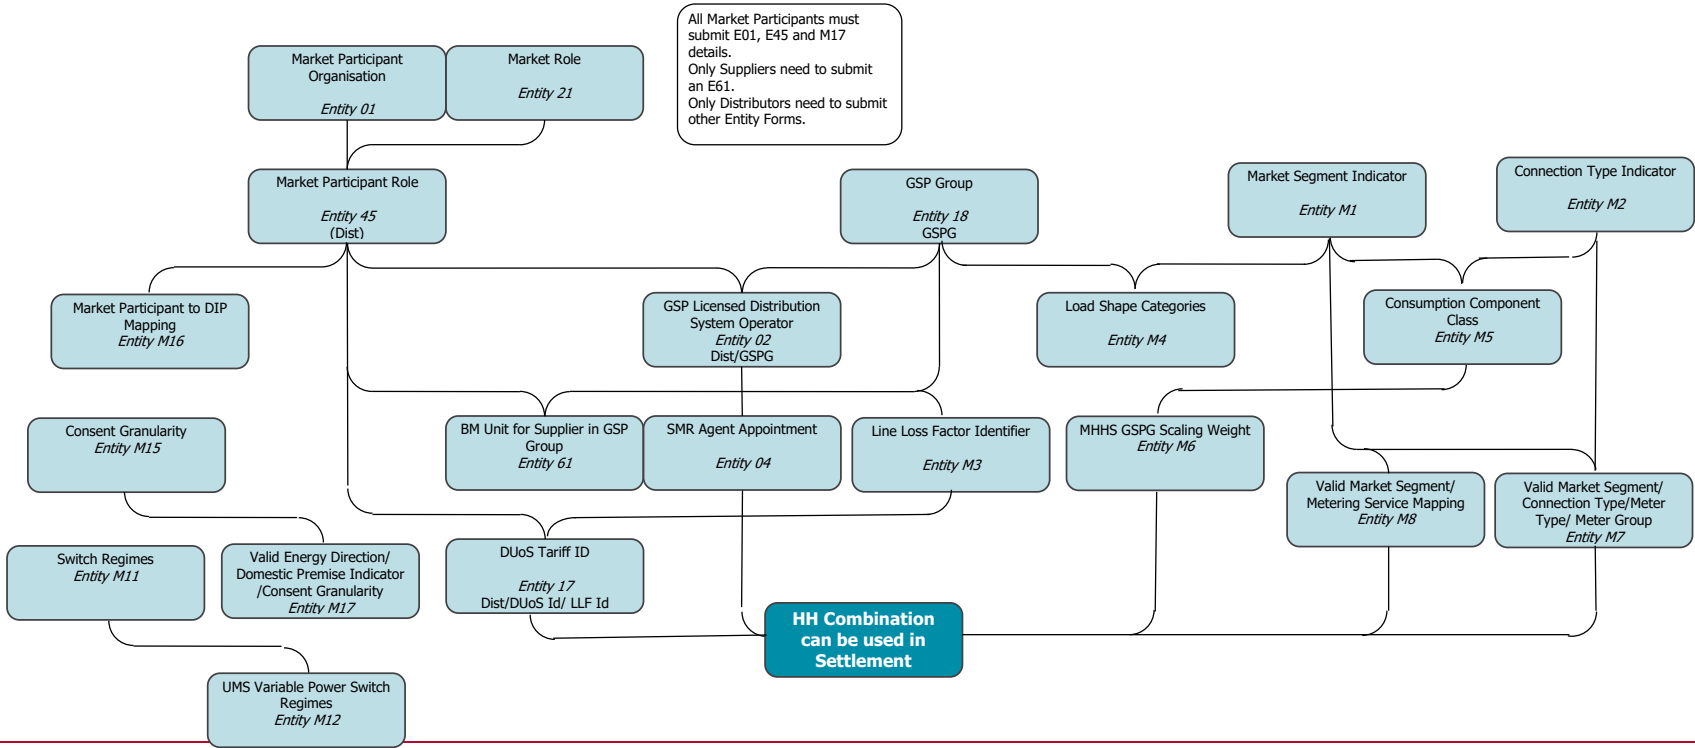 All Market Participants must
submit E01, E45 and M17
details.
Only Suppliers need to submit
an E61.
Only Distributors need to submit
other Entity Forms.
Market Participant
Organisation
Entity 01
Market Role
Entity 21
Market Participant Role
Entity 45
(Dist)
GSP Group
Entity 18
GSPG
Market Segment Indicator
Entity M1
Connection Type Indicator
Entity M2
Market Participant to DIP
Mapping
Entity M16
GSP Licensed Distribution
System Operator
Entity 02
Dist/GSPG
Load Shape Categories
Entity M4
Consumption Component
Class
Entity M5
Consent Granularity
Entity M15
BM Unit for Supplier in GSP
Group
Entity 61
SMR Agent Appointment
Entity 04
Line Loss Factor Identifier
Entity M3
MHHS GSPG Scaling Weight
Entity M6
Valid Market Segment/
Metering Service Mapping
Entity M8
Valid Market Segment/
Connection Type/Meter
Type/ Meter Group
Entity M7
Switch Regimes
Entity M11
Valid Energy Direction/
Domestic Premise Indicator
/Consent Granularity
Entity M17
DUoS Tariff ID
Entity 17
Dist/DUoS Id/ LLF Id
HH Combination
can be used in
Settlement
UMS Variable Power Switch
Regimes
Entity M12